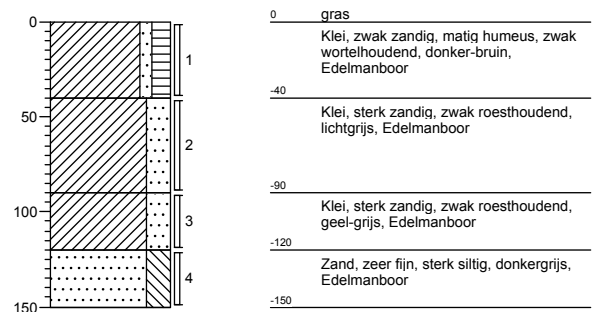 0
50
100
150
1
2
3
4
0
gras
Klei, zwak zandig, matig humeus, zwak
wortelhoudend, donker-bruin,
Edelmanboor
-40
Klei, sterk zandig, zwak roesthoudend,
lichtgrijs, Edelmanboor
-90
Klei, sterk zandig, zwak roesthoudend,
geel-grijs, Edelmanboor
-120
Zand, zeer fijn, sterk siltig, donkergrijs,
Edelmanboor
-150